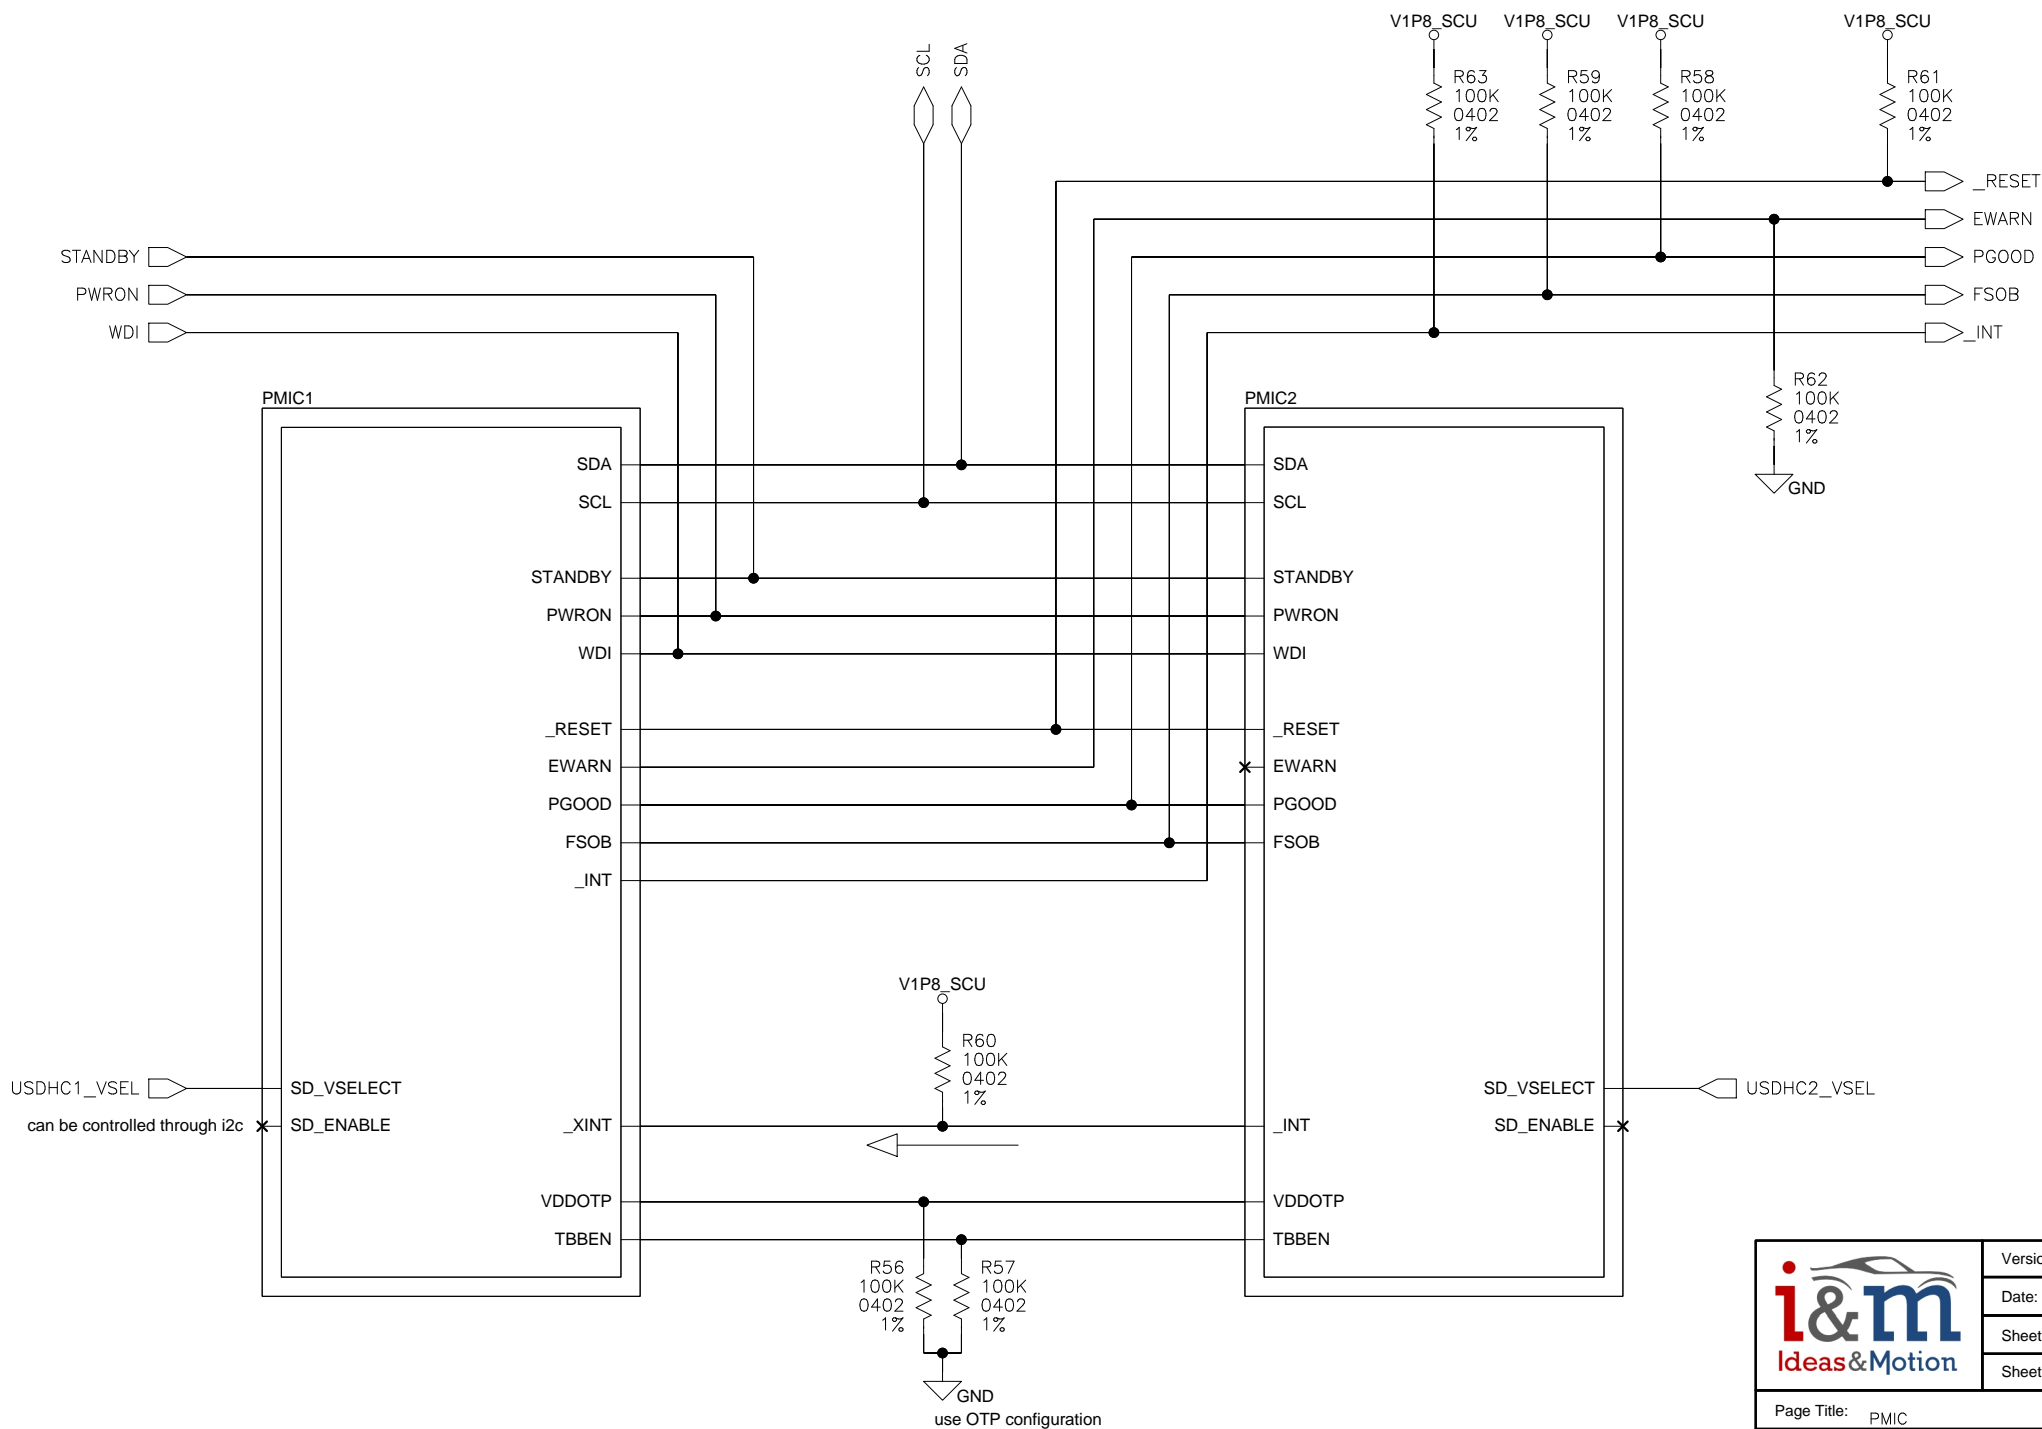 V1P8_SCU V1P8_SCU V1P8_SCU V1P8_SCU
SCL
SDA
R63
100K
0402
1%
R59
100K
0402
1%
R58
100K
0402
1%
R61
100K
0402
1%
_RESET
EWARN
PGOOD
FSOB
_INT
STANDBY
PWRON
WDI
R62
100K
0402
1%
GND
PMIC1
SDA
SCL
STANDBY
PWRON
WDI
_RESET
EWARN
PGOOD
FSOB
_INT
PMIC2
SDA
SCL
STANDBY
PWRON
WDI
_RESET
EWARN
PGOOD
FSOB
V1P8_SCU
R60
100K
0402
1%
USDHC1_VSEL
SD_VSELECT
can be controlled through i2c
SD_ENABLE
_XINT
VDDOTP
TBBEN
_INT
VDDOTP
TBBEN
SD_VSELECT
SD_ENABLE
USDHC2_VSEL
R56
100K
0402
1%
R57
100K
0402
1%
GND
use OTP configuration
i&m
Ideas&Motion
Versio
Date:
Sheet
Sheet
Page Title: PMIC